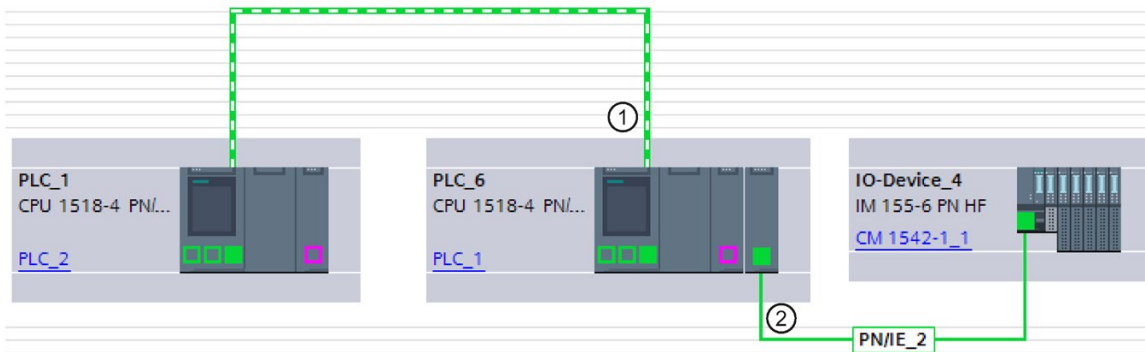 ①
PLC_1
CPU 1518-4 PN/...
PLC_2
PLC_6
CPU 1518-4 PN/...
PLC_1
IO-Device_4
IM 155-6 PN HF
CM 1542-1_1
②
PN/IE_2